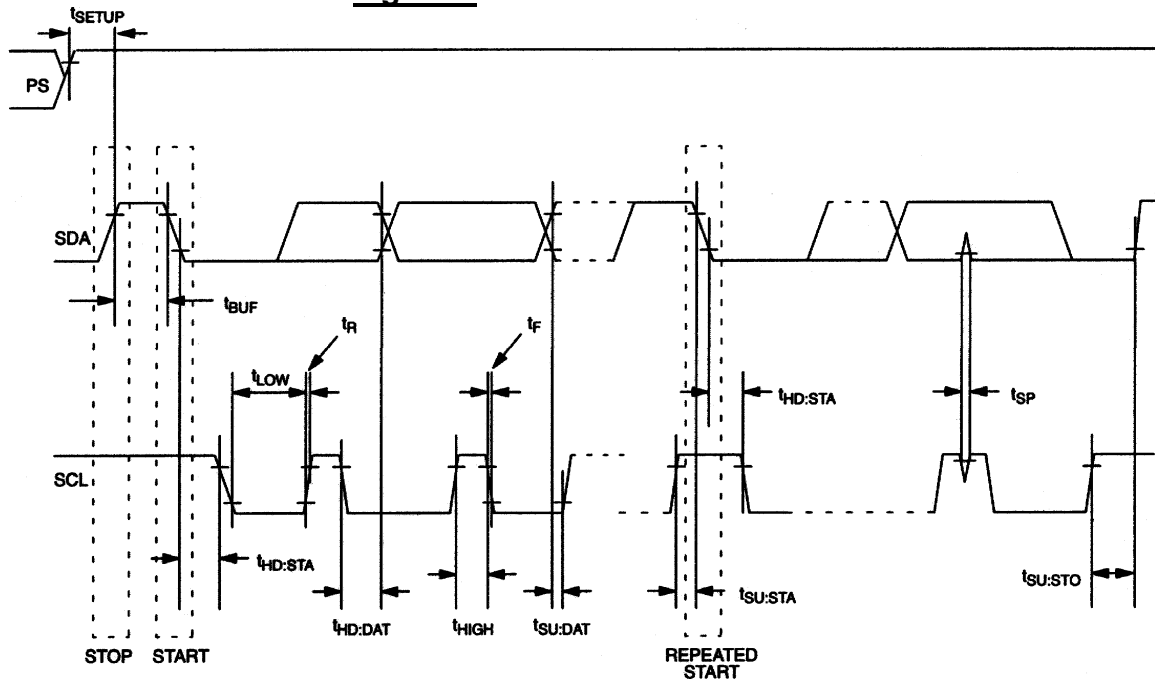 tSETUP
PS
SDA
tBUF
tR
tF
tLOW
tHD:STA
tSP
SCL
tHD:STA
tSU:STA
tSU:STO
tHD:DAT
tHIGH
tSU:DAT
STOP
START
REPEATED
START